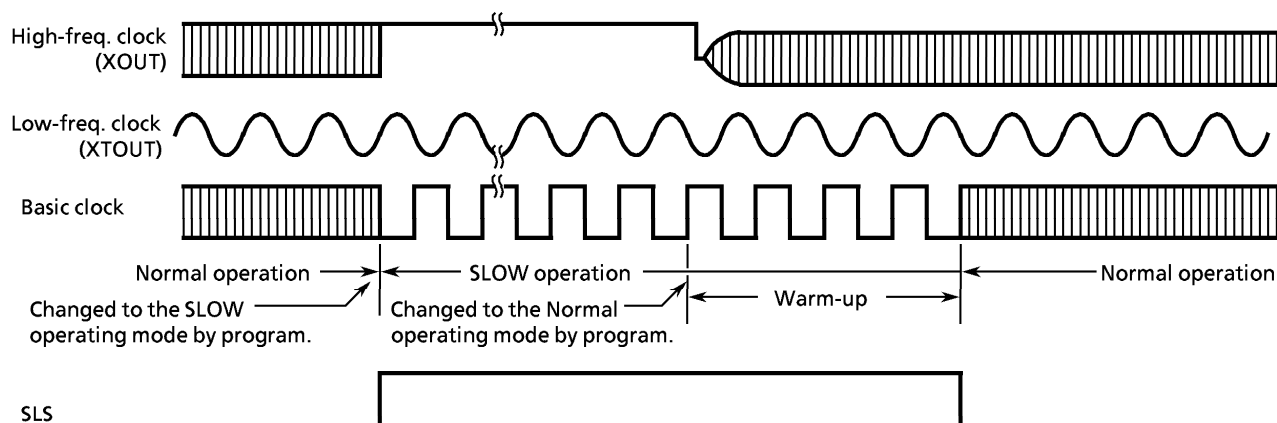 High-freq. clock
(XOUT)
Low-freq. clock
(XTOUT)
Basic clock
Normal operation
SLOW operation
Normal operation
Changed to the SLOW
operating mode by program.
Changed to the Normal
operating mode by program.
Warm-up
SLS